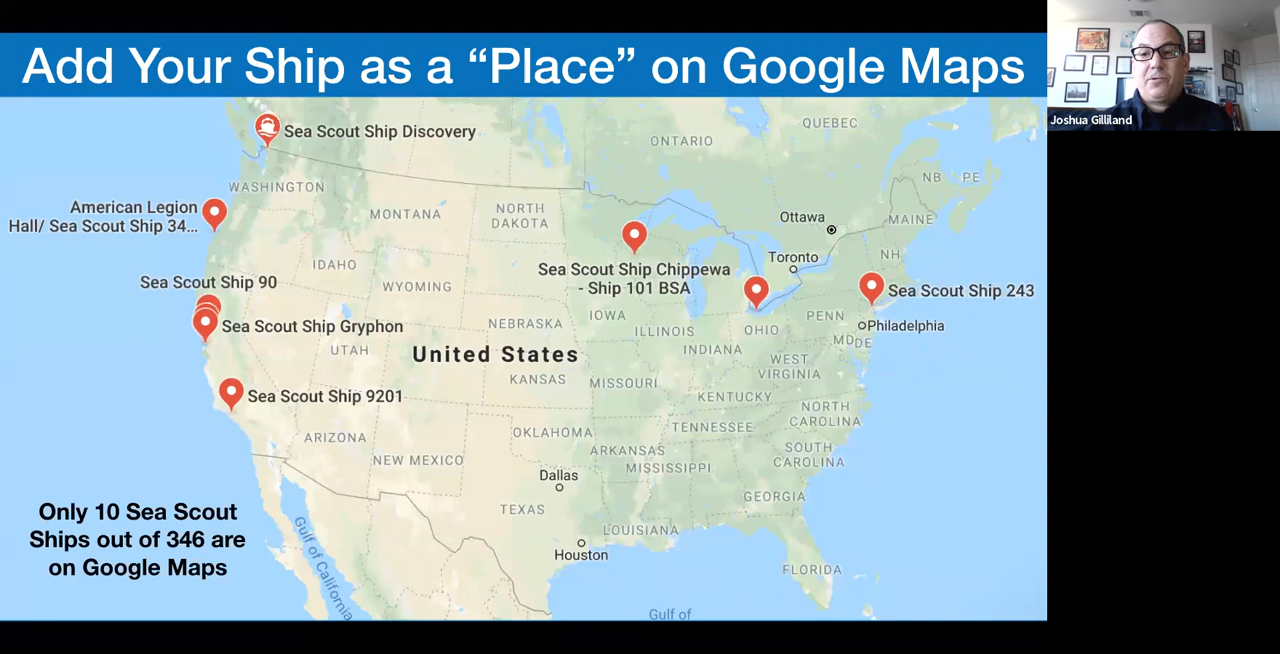 Add Your Ship as a “Place” on Google Maps
Joshua Gilliland
Sea Scout Ship Discovery
QUEBEC
ONTARIO
NB
PE
WASHINGTON
MONTANA
NORTH
DAKOTA
American Legion
Hall/ Sea Scout Ship 34...
Ottawa
MAINE
Toronto
NH
IDAHO
Sea Scout Ship Chippewa
- Ship 101 BSA
Sea Scout Ship 90
WYOMING
Sea Scout Ship 243
IOWA
PENN
Sea Scout Ship Gryphon
NEBRASKA
ILLINOIS
OHIO
Philadelphia
UTAH
United States
INDIANA
MD
DE
WEST
VIRGINIA
KANSAS
MISSOURI
Sea Scout Ship 9201
KENTUCKY
NORTH
CAROLINA
ARIZONA
OKLAHOMA
TENNESSEE
NEW MEXICO
ARKANSAS
SOUTH
CAROLINA
MISSISSIPPI
Dallas
GEORGIA
TEXAS
LOUISIANA
Houston
FLORIDA
Gulf of California
Gulf of
Only 10 Sea Scout
Ships out of 346 are
on Google Maps